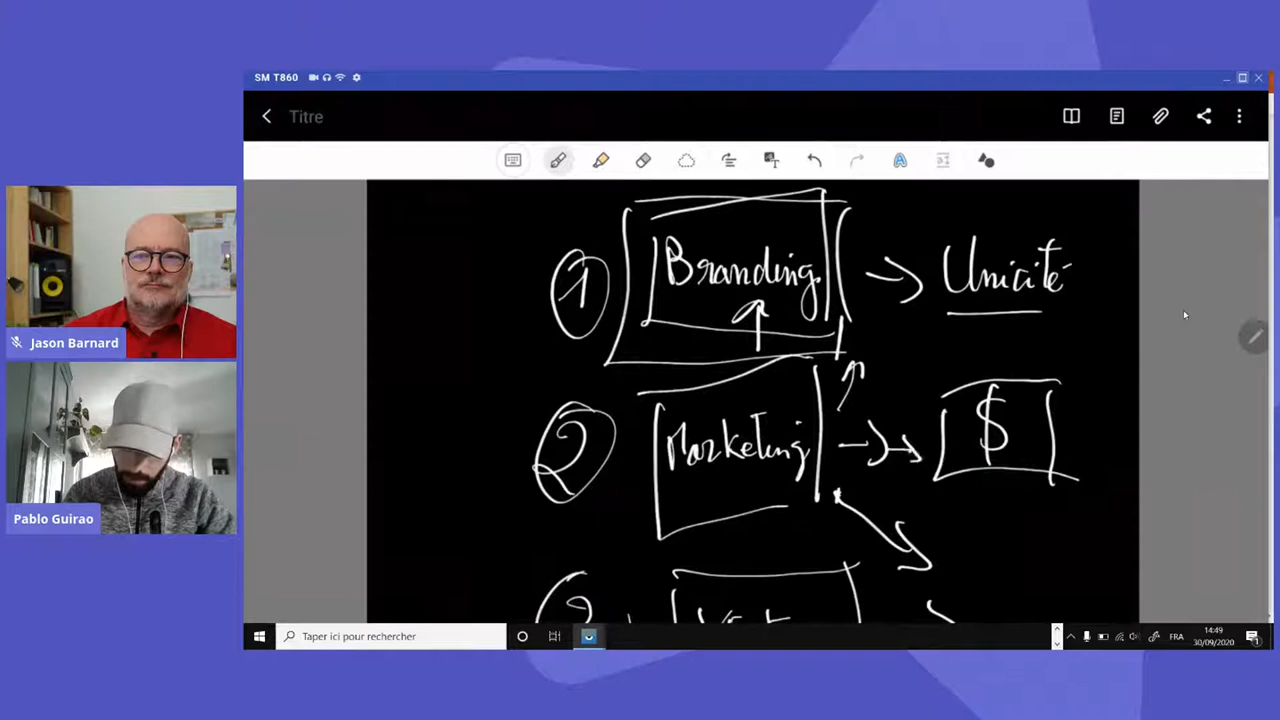 SM T860
Titre
1 Branding → Unicité
Jason Barnard
2 Marketing → $
Pablo Guirao
Taper ici pour rechercher
FRA
14:49
30/09/2020